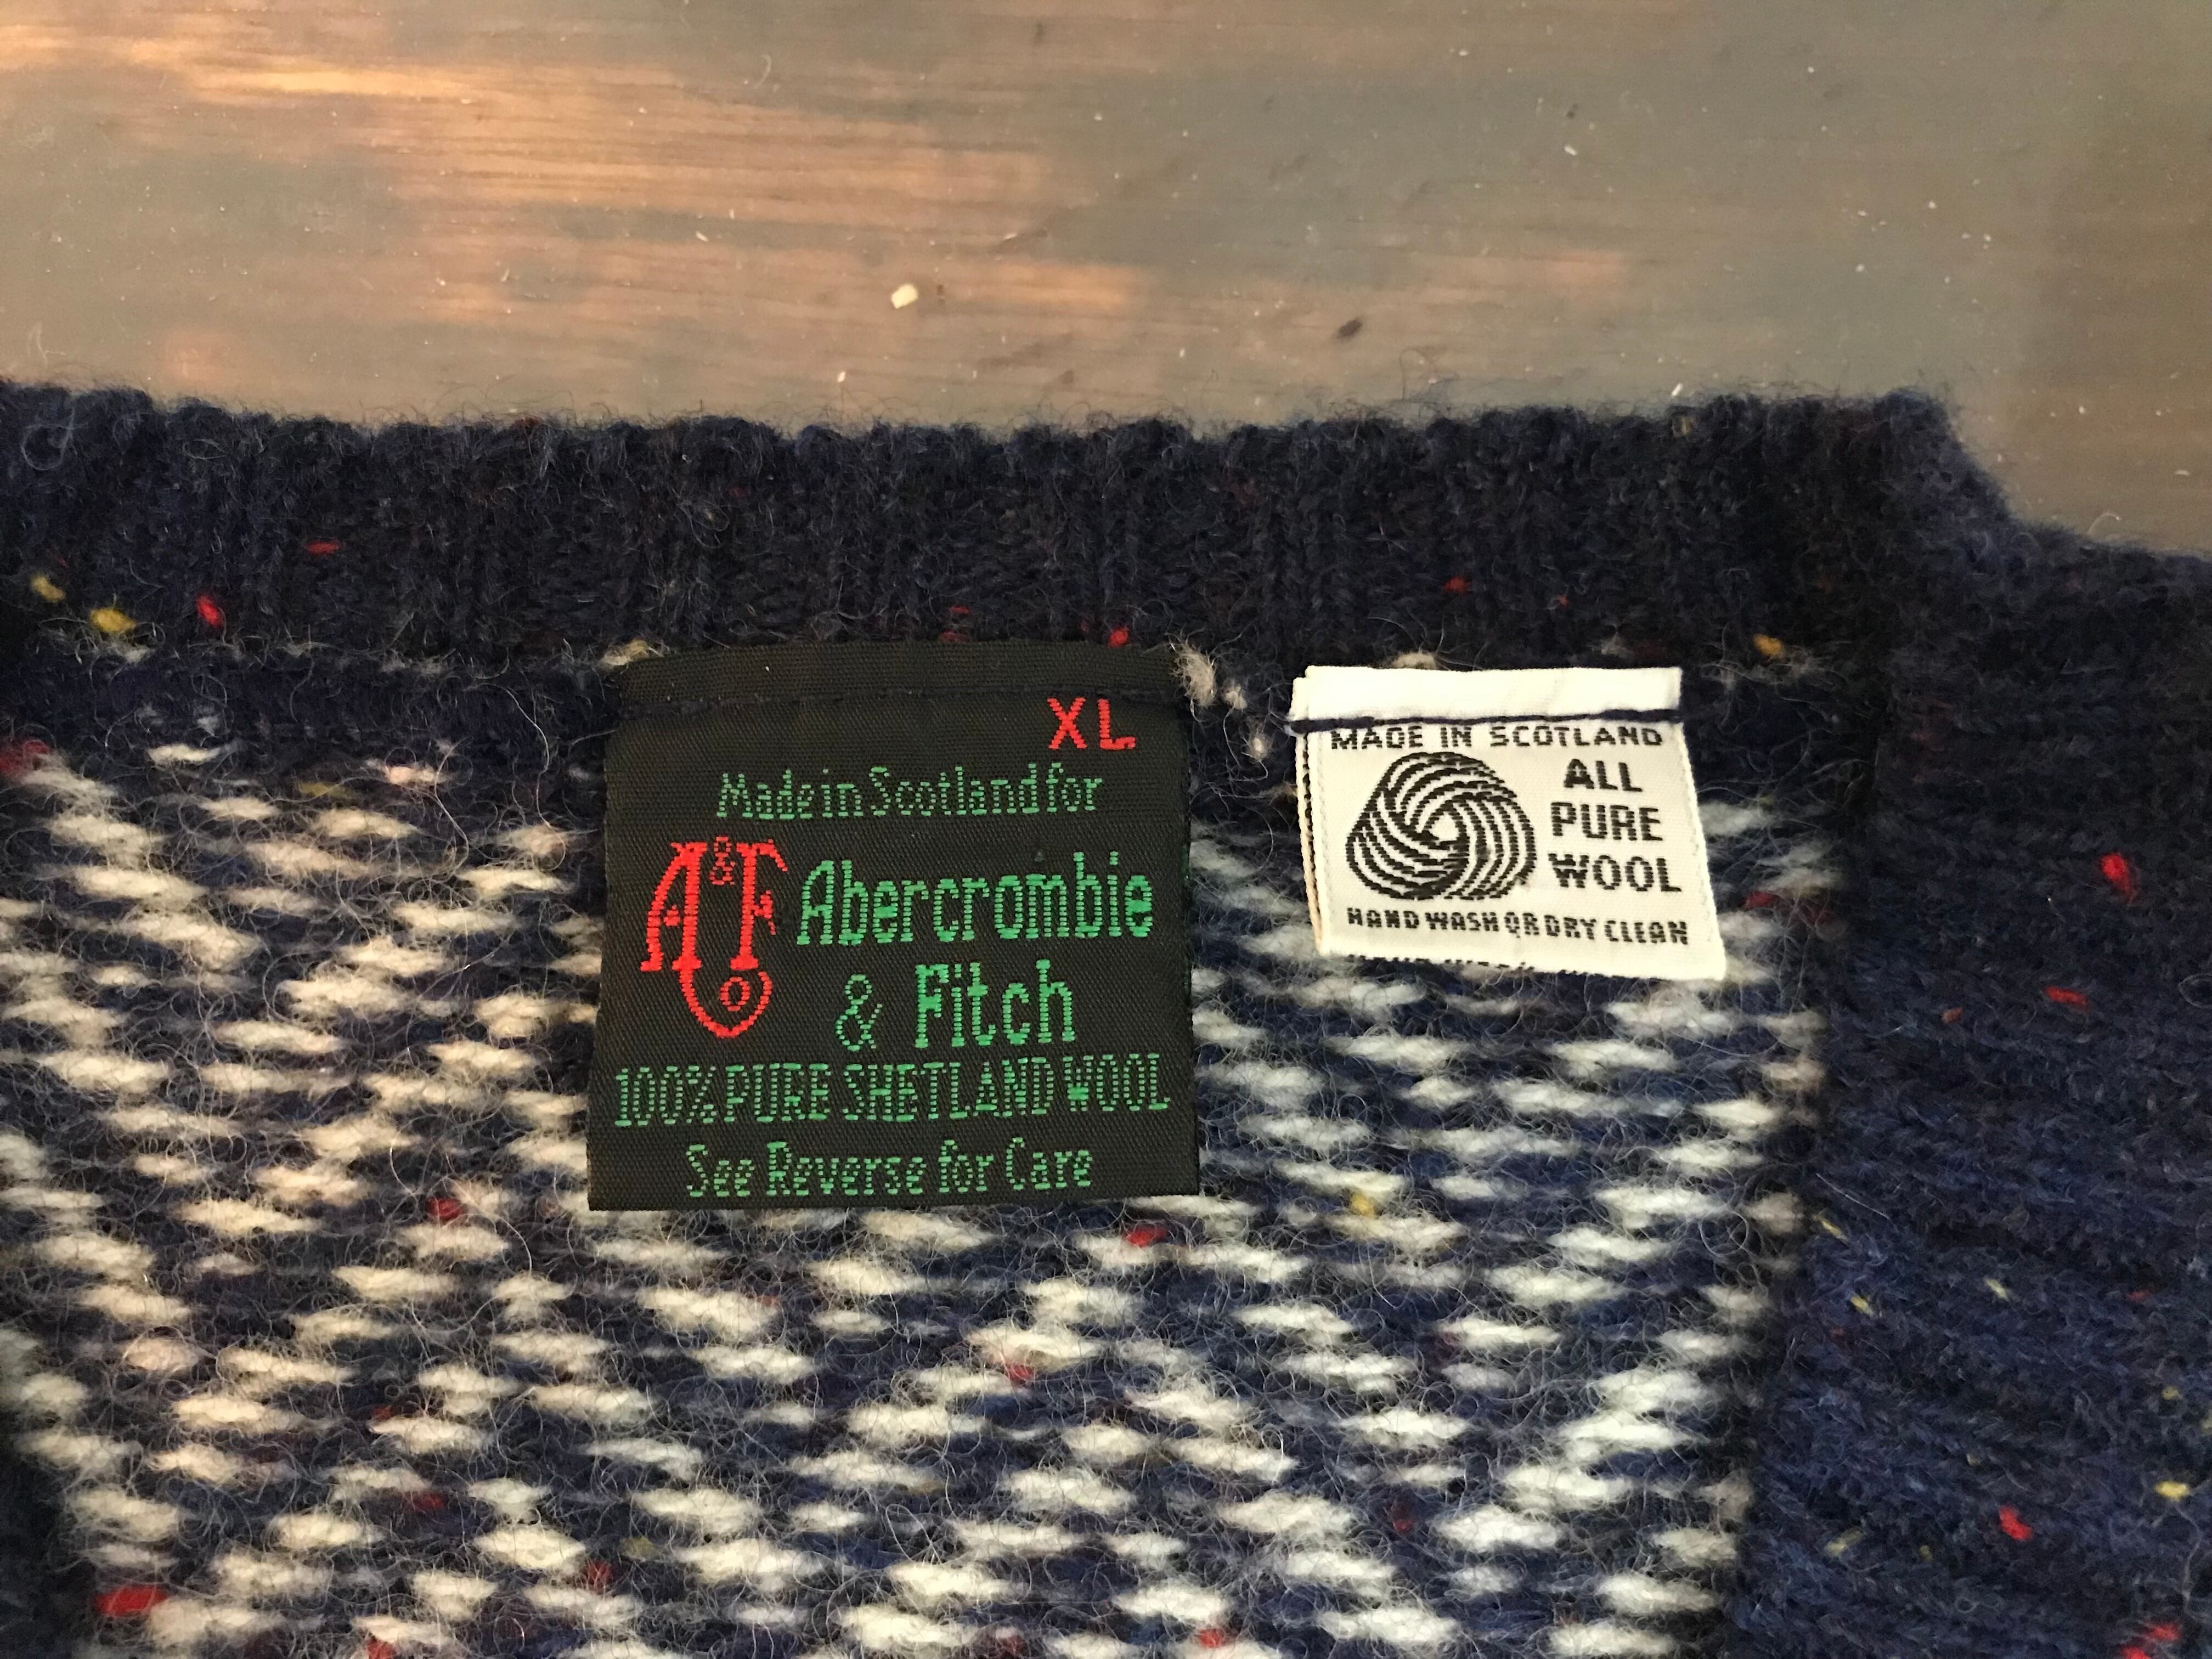 XL
Made in Scotland for
A&F Co Abercrombie
& Fitch
100% PURE SHETLAND WOOL
See Reverse for Care
MADE IN SCOTLAND
ALL
PURE
WOOL
HAND WASH OR DRY CLEAN